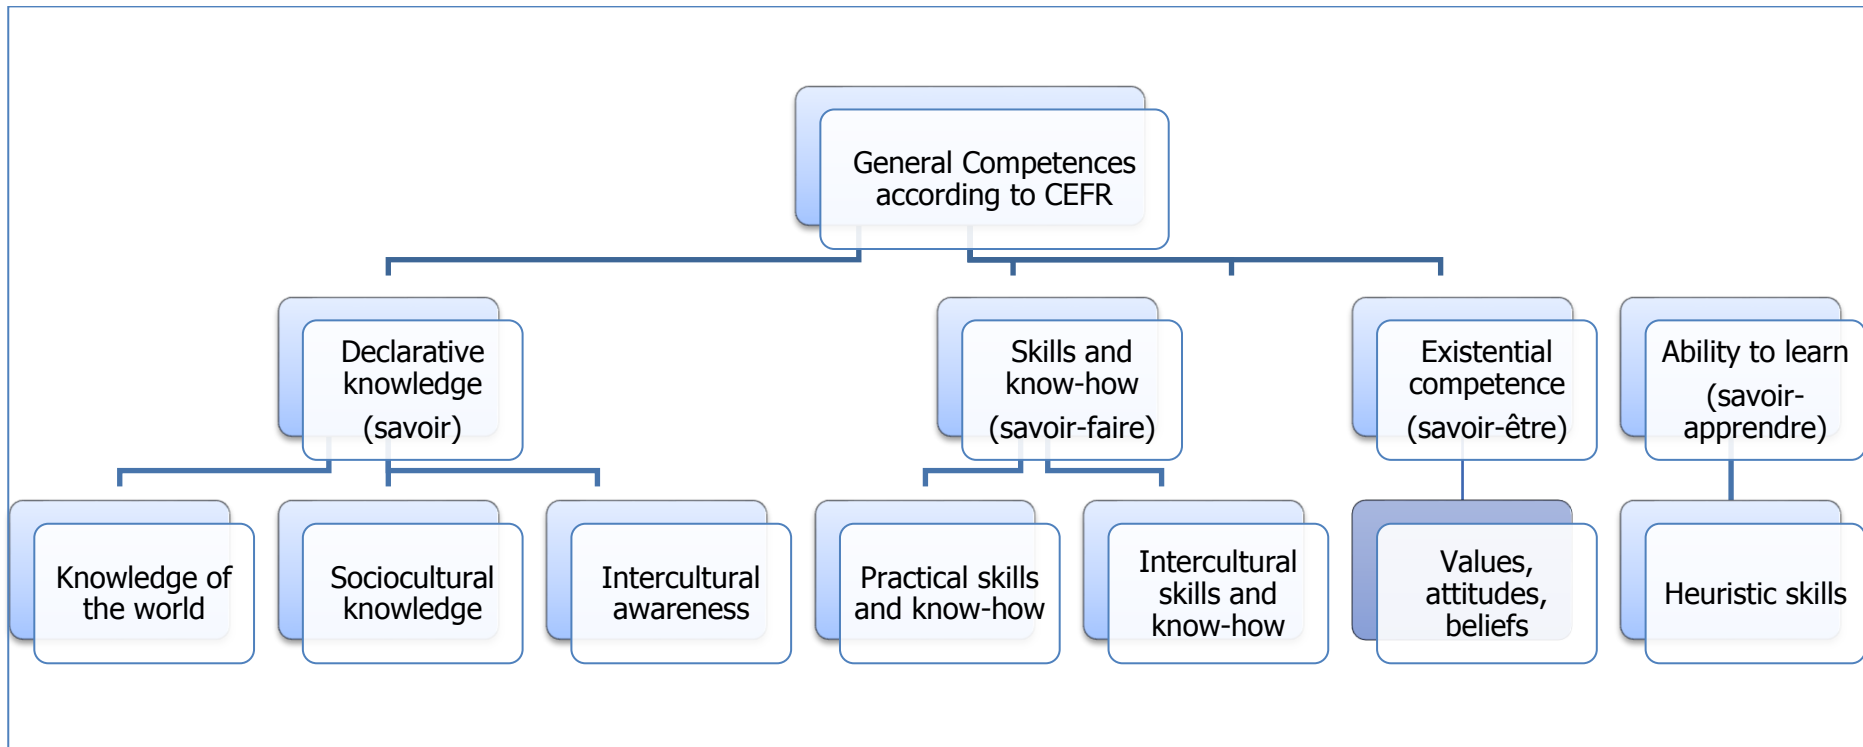 General Competences
according to CEFR
Declarative
knowledge
(savoir)
Skills and
know-how
(savoir-faire)
Existential
competence
(savoir-être)
Ability to learn
(savoir-
apprendre)
Knowledge of
the world
Sociocultural
knowledge
Intercultural
awareness
Practical skills
and know-how
Intercultural
skills and
know-how
Values,
attitudes,
beliefs
Heuristic skills